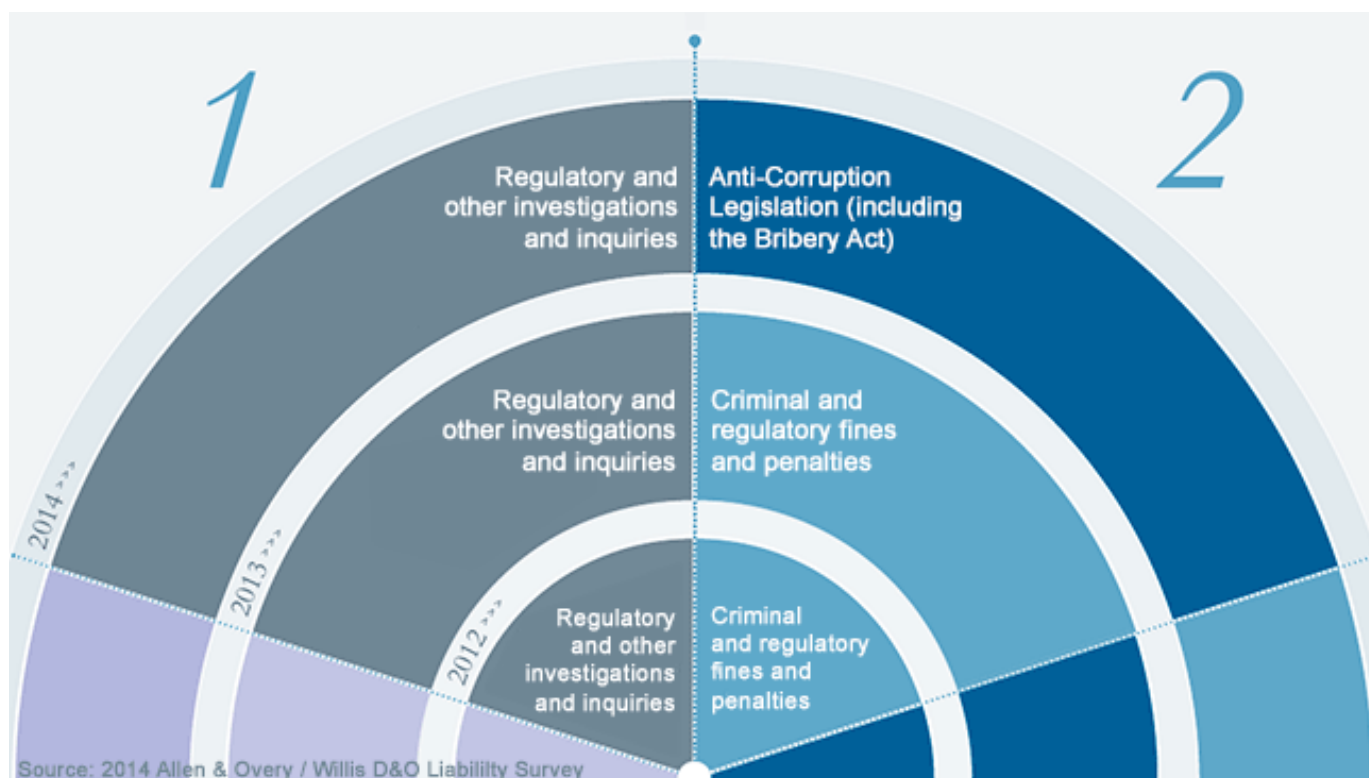 1
2
Regulatory and
other investigations
and inquiries
Anti-Corruption
Legislation (including
the Bribery Act)
Regulatory and
other investigations
and inquiries
Criminal and
regulatory fines
and penalties
2014 >>>
2013 >>>
2012 >>>
Regulatory
and other
investigations
and inquiries
Criminal
and regulatory
fines and
penalties
Source: 2014 Allen & Overy / Willis D&O Liabililty Survey